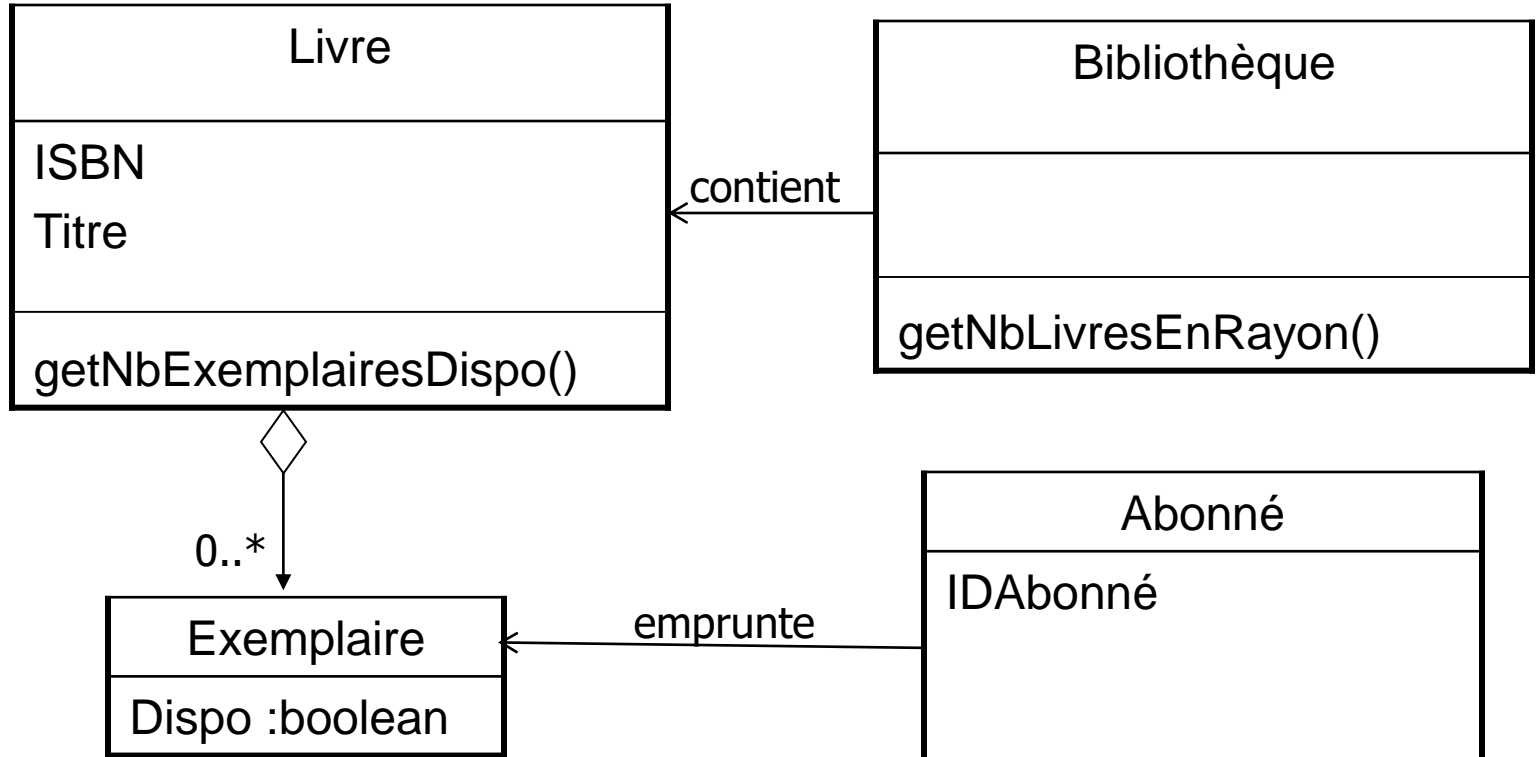 Livre
ISBN
Titre
getNbExemplairesDispo()
contient
Bibliothèque
getNbLivresEnRayon()
0..*
Exemplaire
Dispo :boolean
emprunte
Abonné
IDAbonné